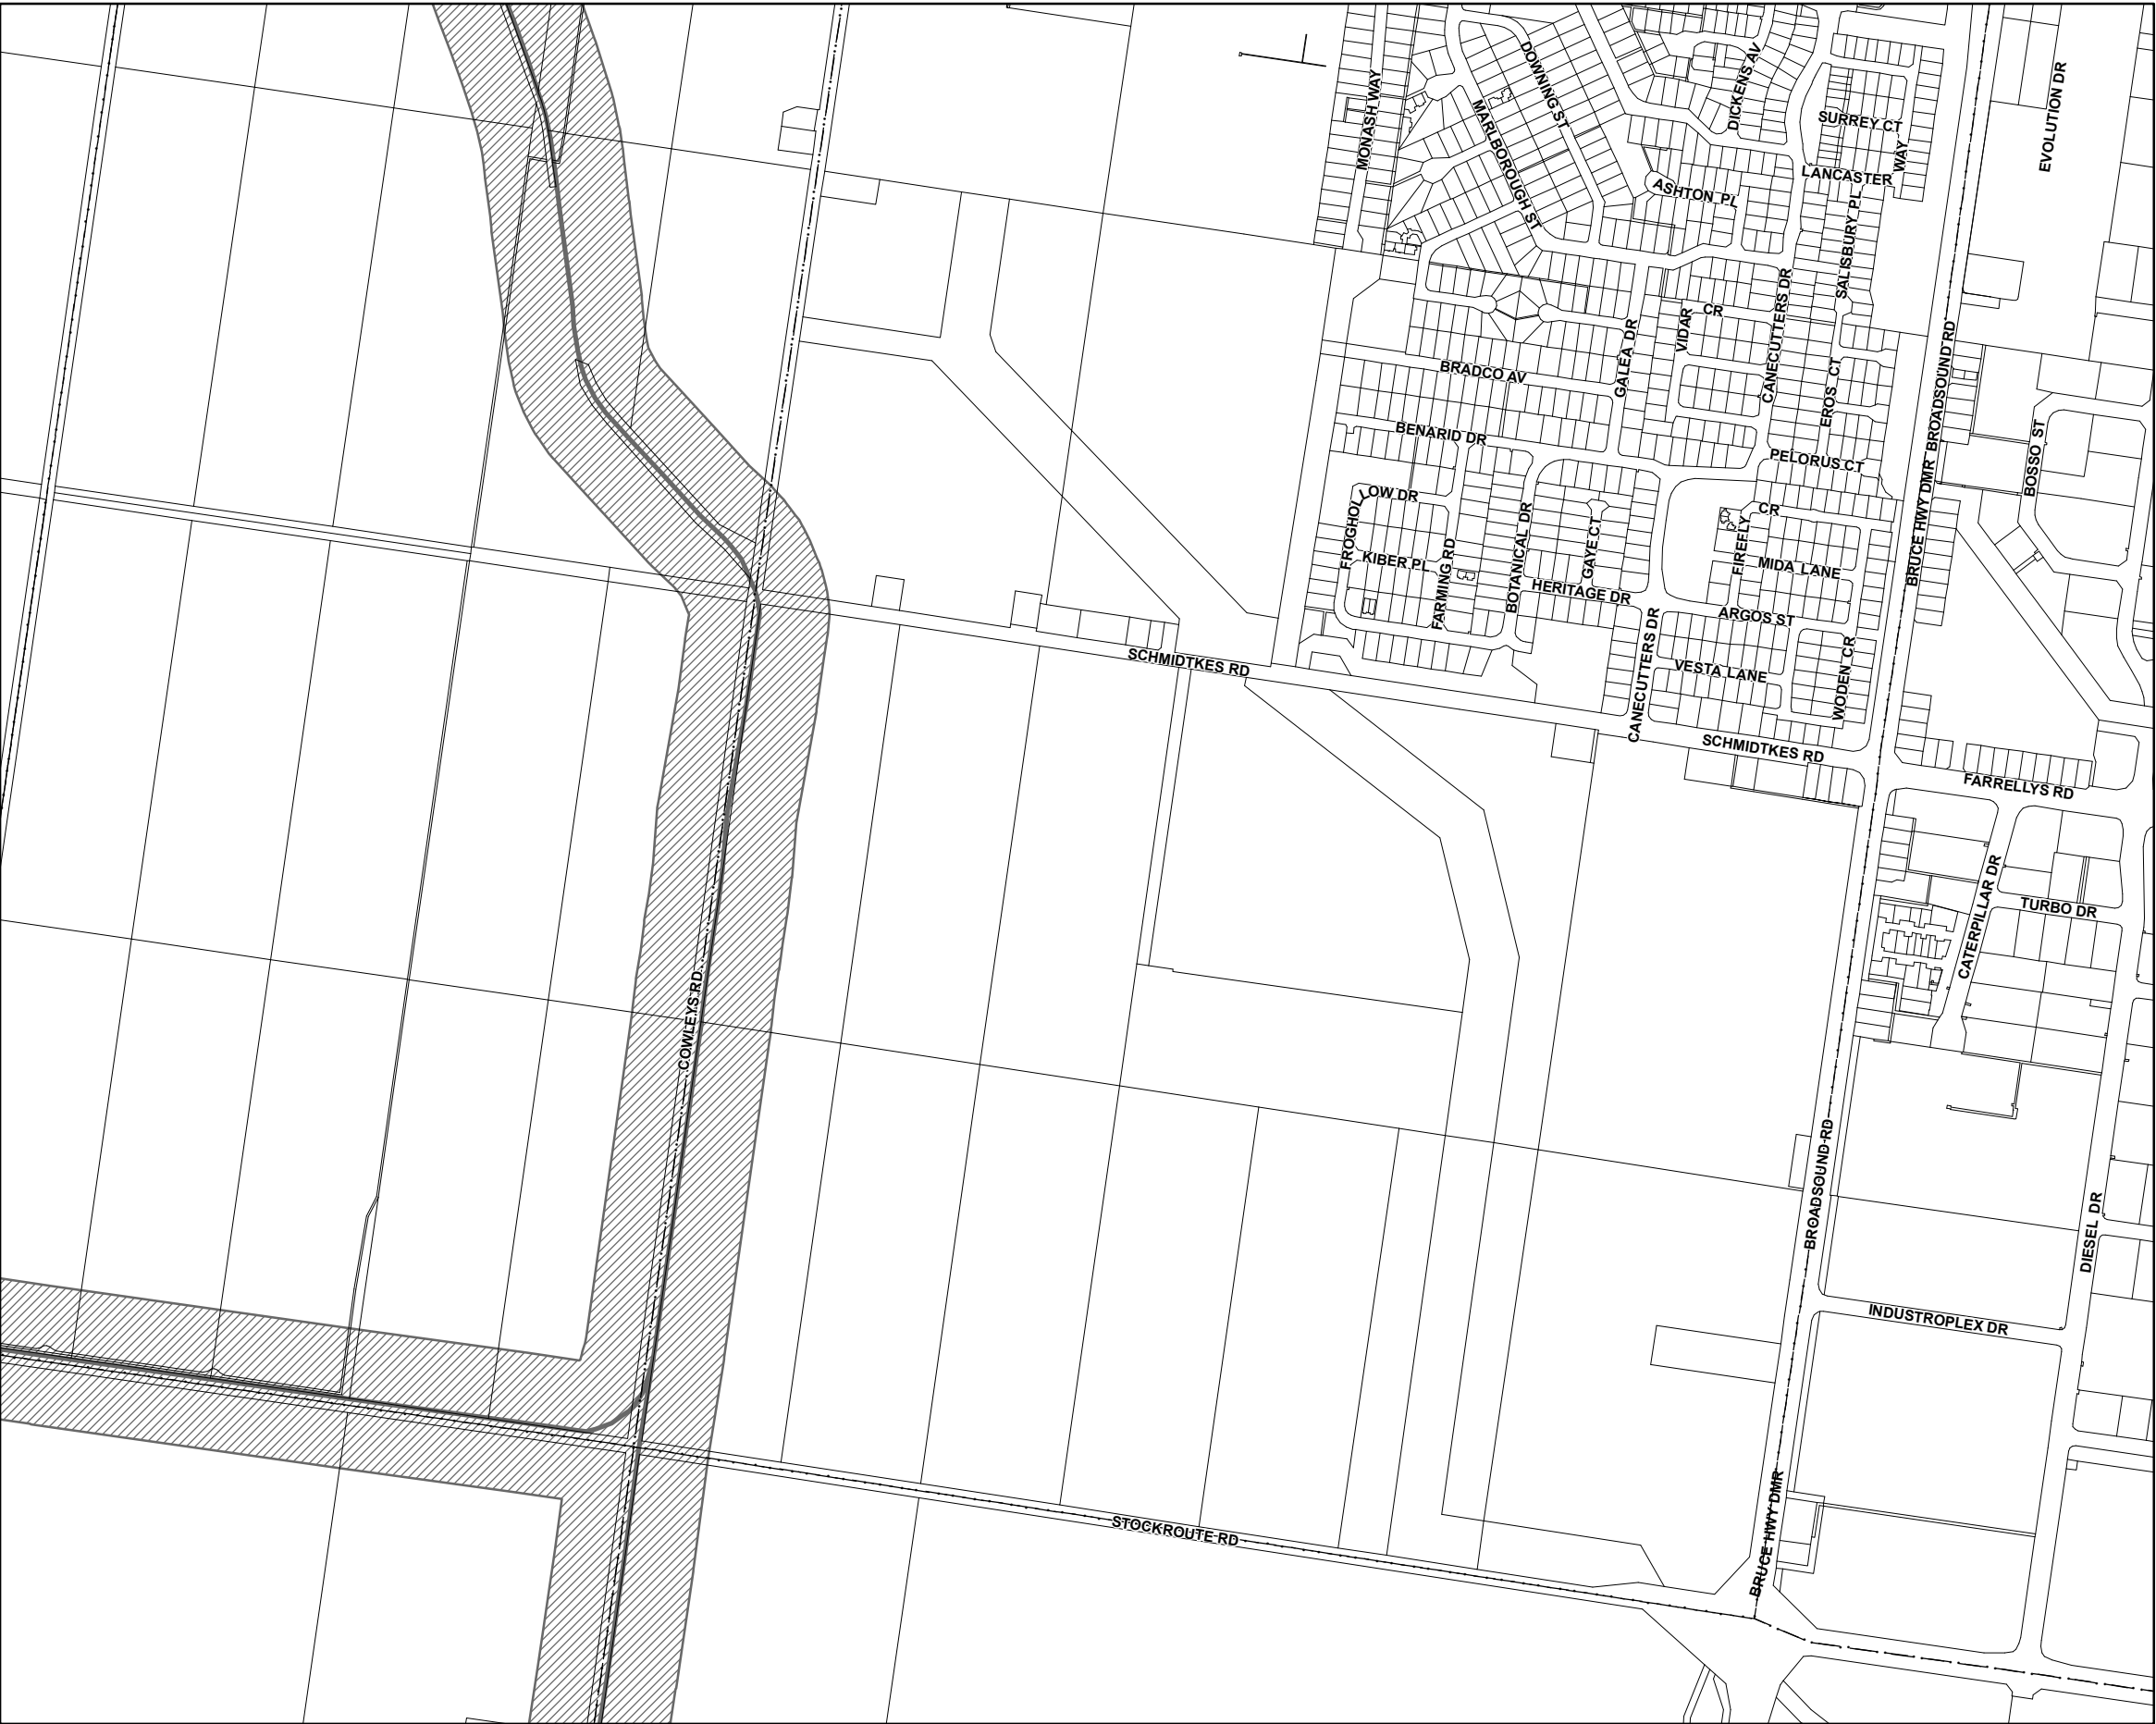 DOWNING ST
DICKENS AV
EVOLUTION DR
MONASH WAY
MARLBOROUGH ST
SURREY CT
LANCASTER WAY
ASHTON PL
SALISBURY PL
VIDAR CR
CANECUTTERS DR
GALEA DR
BRADCO AV
EROS CT
BROADSOUND RD
BRUCE HWY DMR
BENARID DR
PELORUS CT
BOSSO ST
FROGHOLLOW DR
BOTANICAL DR
GAYE CT
FIREFLY CR
KIBER PL
FARMING RD
HERITAGE DR
MIDA LANE
ARGOS ST
SCHMIDTKES RD
CANECUTTERS DR
VESTA LANE
WODEN CR
SCHMIDTKES RD
FARRELLYS RD
CATERPILLAR DR
TURBO DR
COWLEYS RD
BROADSOUND RD
DIESEL DR
INDUSTROPLEX DR
STOCKROUTE RD
BRUCE HWY DMR